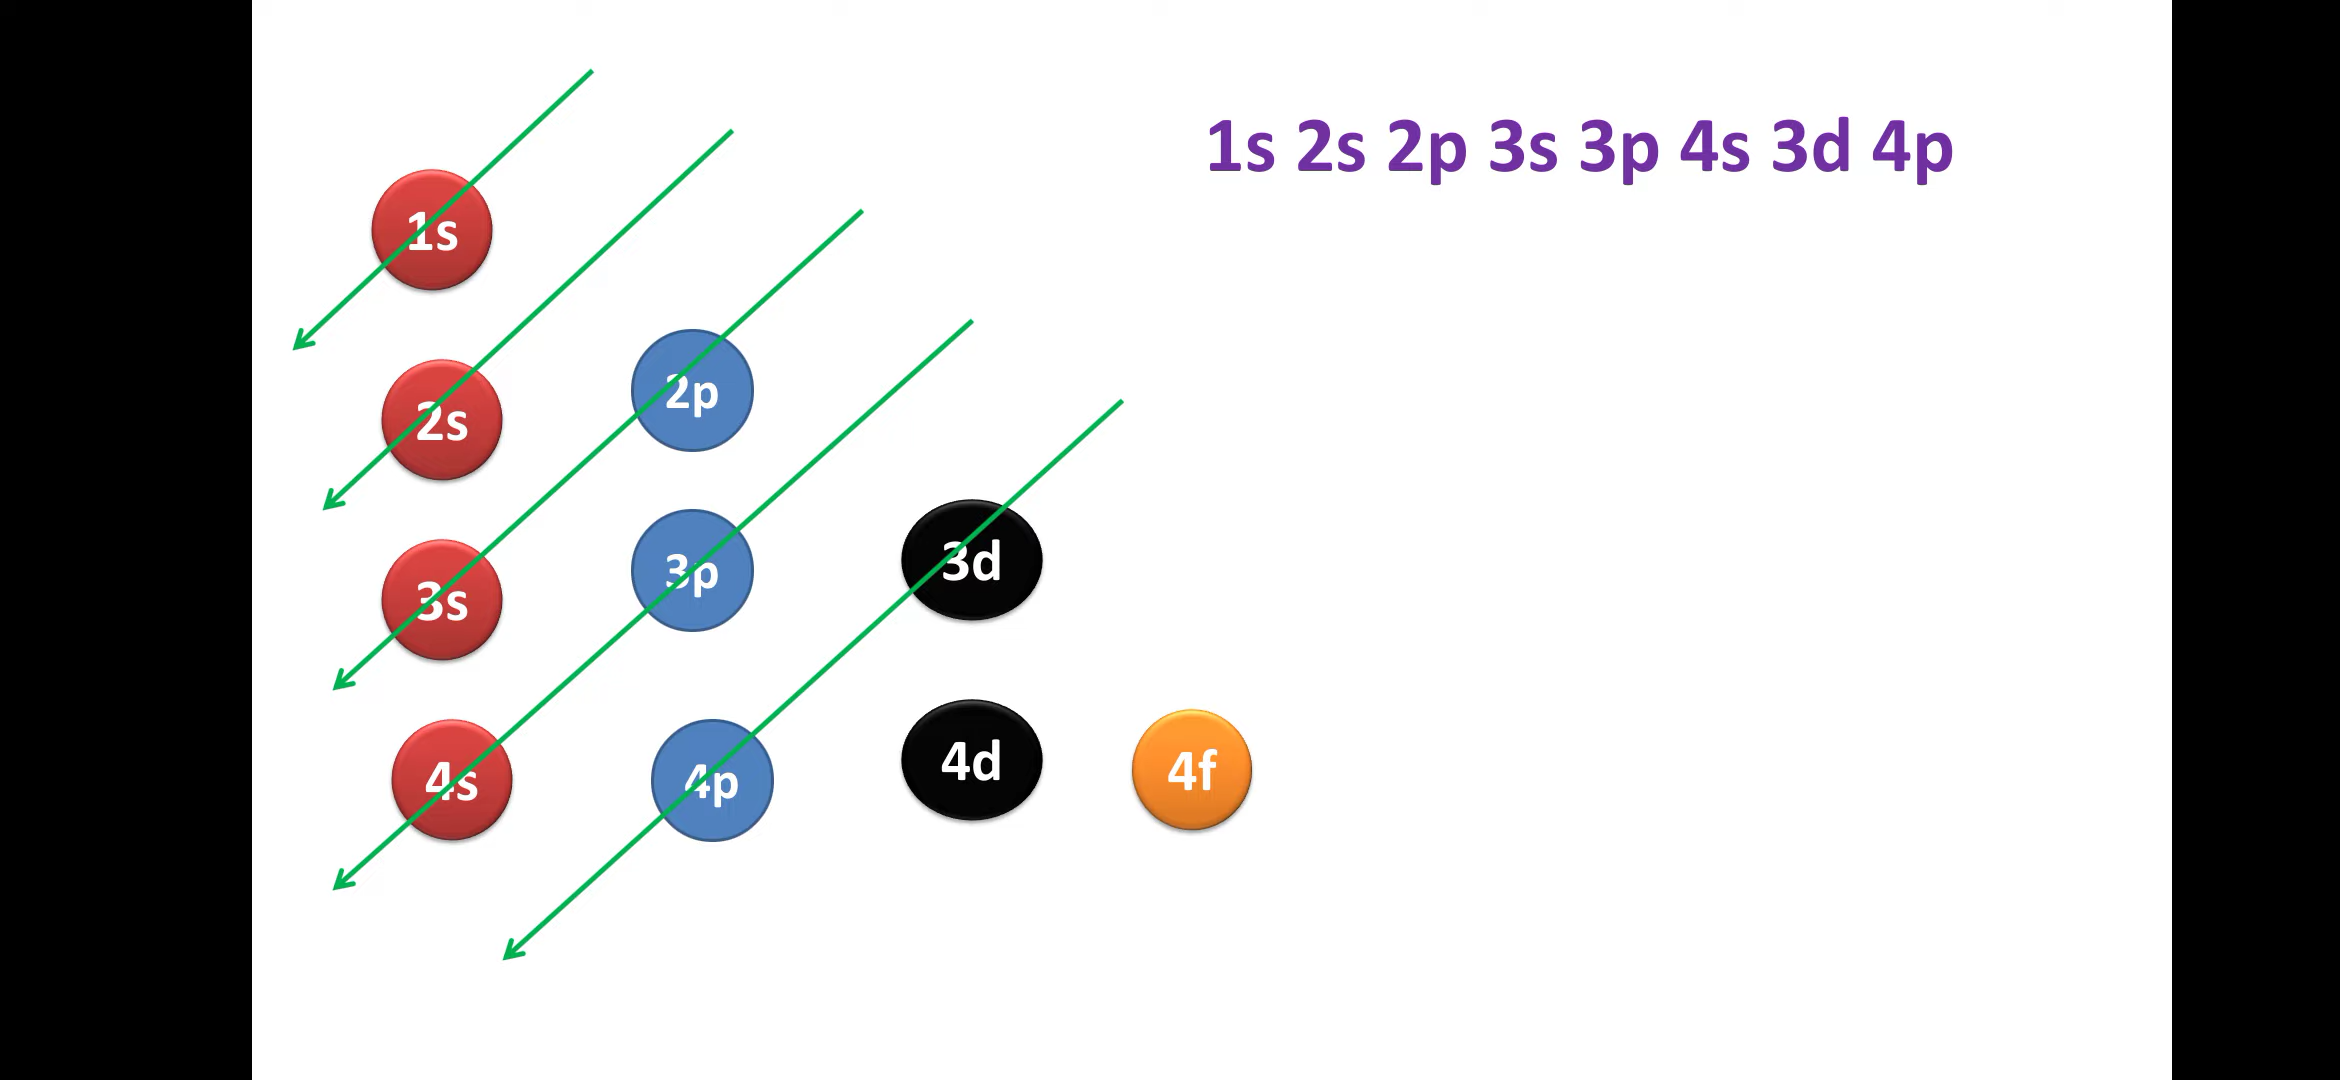 1s 2s 2p 3s 3p 4s 3d 4p
1s
2s 2p
3s 3p 3d
4s 4p 4d 4f